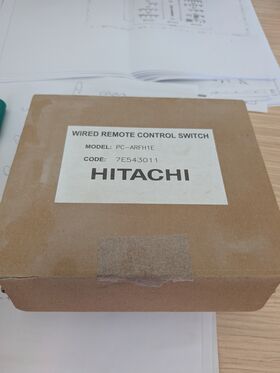 WIRED REMOTE CONTROL SWITCH
MODEL: PC-ARFH1E
CODE: 7E543011
HITACHI